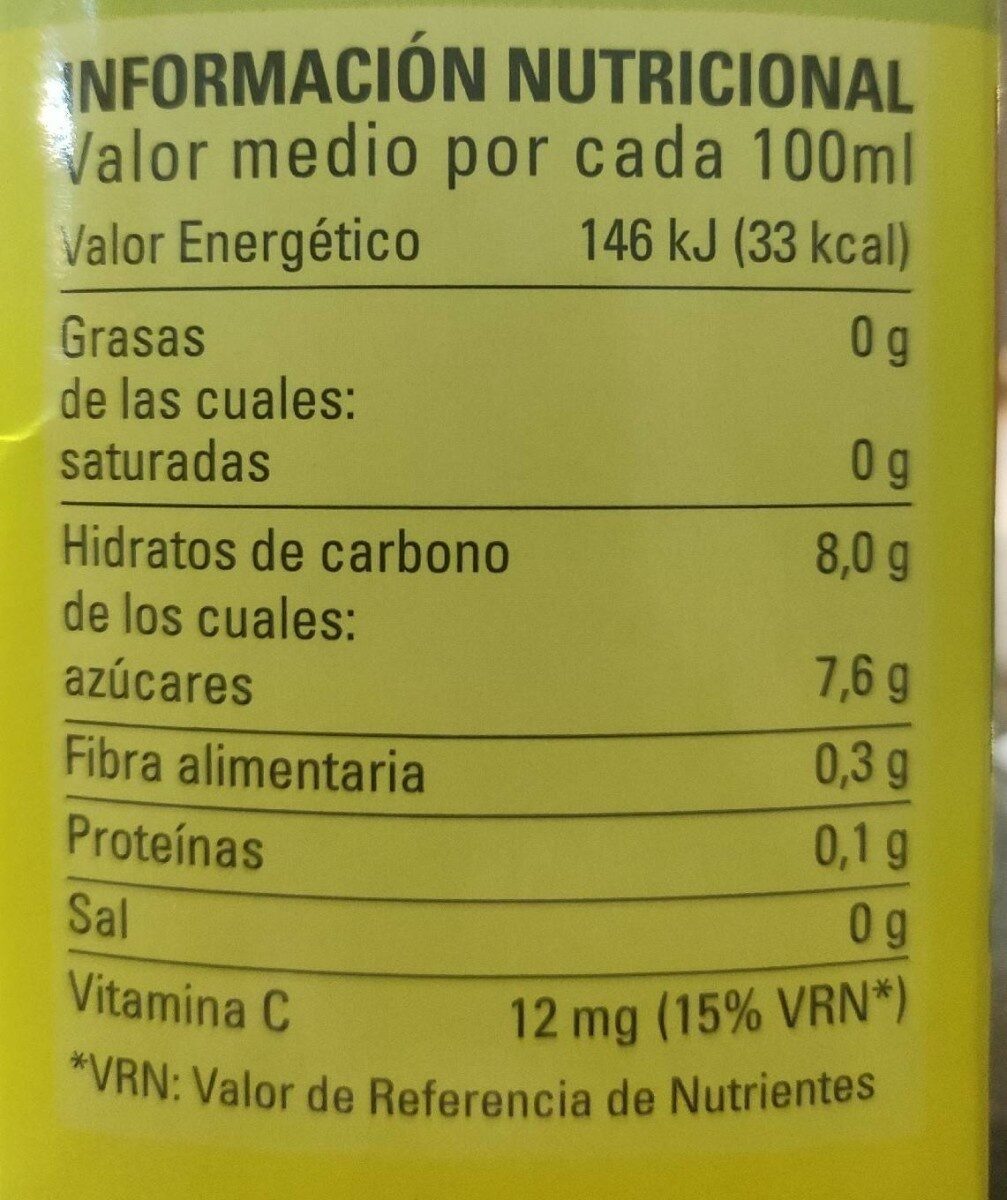 INFORMACIÓN NUTRICIONAL
Valor medio por cada 100ml
Valor Energético 146 kJ (33 kcal)
Grasas 0 g
de las cuales:
saturadas 0 g
Hidratos de carbono 8,0 g
de los cuales:
azúcares 7,6 g
Fibra alimentaria 0,3 g
Proteínas 0,1 g
Sal 0 g
Vitamina C 12 mg (15% VRN*)
*VRN: Valor de Referencia de Nutrientes